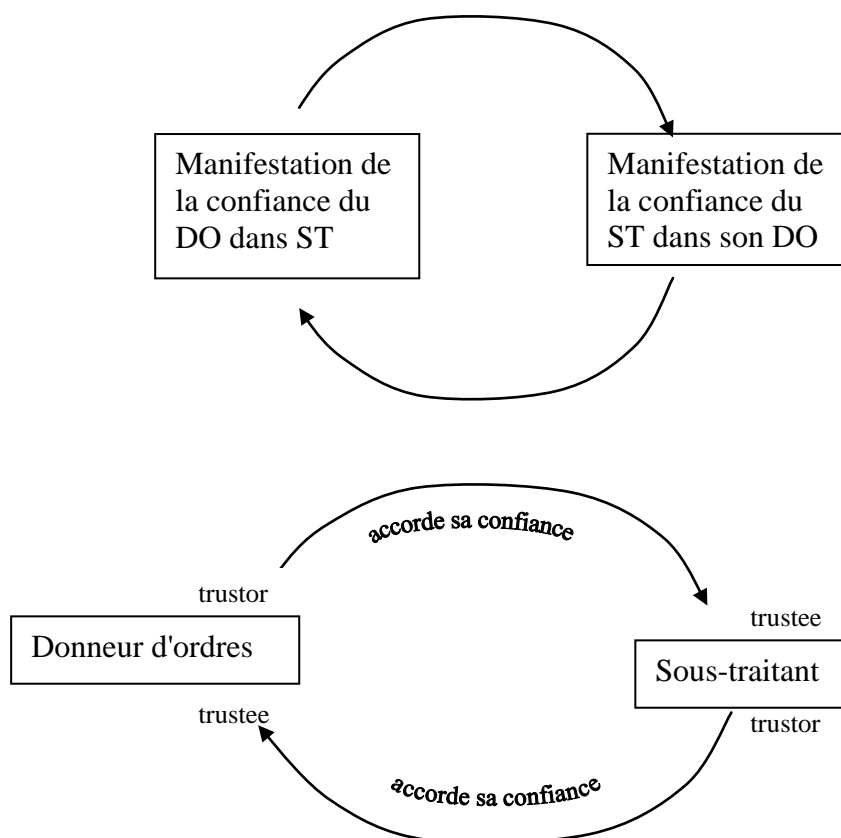 Manifestation de
la confiance du
DO dans ST
Manifestation de
la confiance du
ST dans son DO
accorde sa confiance
trustor
Donneur d'ordres
trustee
trustee
Sous-traitant
trustor
accorde sa confiance